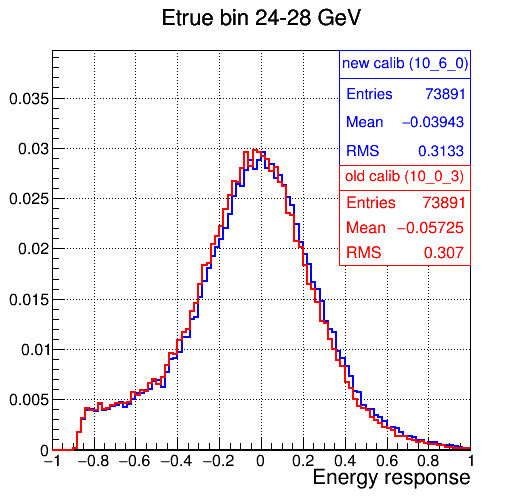 Etrue bin 24-28 GeV
new calib (10_6_0)
Entries 73891
Mean −0.03943
RMS 0.3133
old calib (10_0_3)
Entries 73891
Mean −0.05725
RMS 0.307
0.035
0.03
0.025
0.02
0.015
0.01
0.005
0
−1 −0.8 −0.6 −0.4 −0.2 0 0.2 0.4 0.6 0.8 1
Energy response